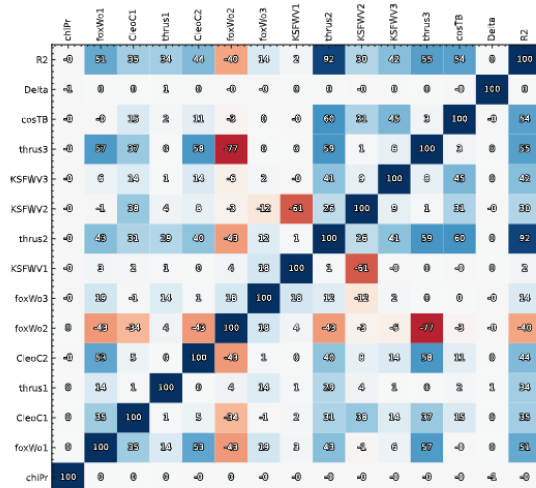 chiPr foxWo1 CleoC1 thrus1 CleoC2 foxWo2 foxWo3 KSFWV1 thrus2 KSFWV2 KSFWV3 thrus3 cosTB Delta R2
R2 -0 51 35 34 44 -40 14 2 92 30 42 55 54 0 100
Delta -1 0 0 1 0 -0 -0 -0 0 -0 0 0 -0 100 0
cosTB -0 -0 15 2 11 -3 0 -0 60 31 45 3 100 -0 54
thrus3 -0 57 37 0 58 -77 0 -0 59 1 6 100 3 0 55
KSFWV3 -0 6 14 1 14 -6 2 -0 41 9 100 8 45 0 42
KSFWV2 -0 -1 38 4 8 -3 -12 -61 26 100 9 1 31 -0 30
thrus2 -0 43 31 29 40 -43 12 1 100 26 41 59 60 0 92
KSFWV1 -0 3 2 1 0 4 18 100 1 -61 -0 -0 -0 -0 2
foxWo3 -0 19 -1 14 1 18 100 18 12 -12 2 0 0 -0 14
foxWo2 0 -43 -34 4 -43 100 18 4 -43 -3 -6 -77 -3 -0 -40
CleoC2 -0 53 5 0 100 -43 1 0 40 8 14 58 11 0 44
thrus1 0 14 1 100 0 4 14 1 29 4 1 0 2 1 34
CleoC1 0 35 100 1 5 -34 -1 2 31 38 14 37 15 0 35
foxWo1 0 100 35 14 53 -43 19 3 43 -1 6 57 -0 0 51
chiPr 100 0 0 0 -0 0 -0 -0 -0 -0 -0 -0 -0 -1 -0